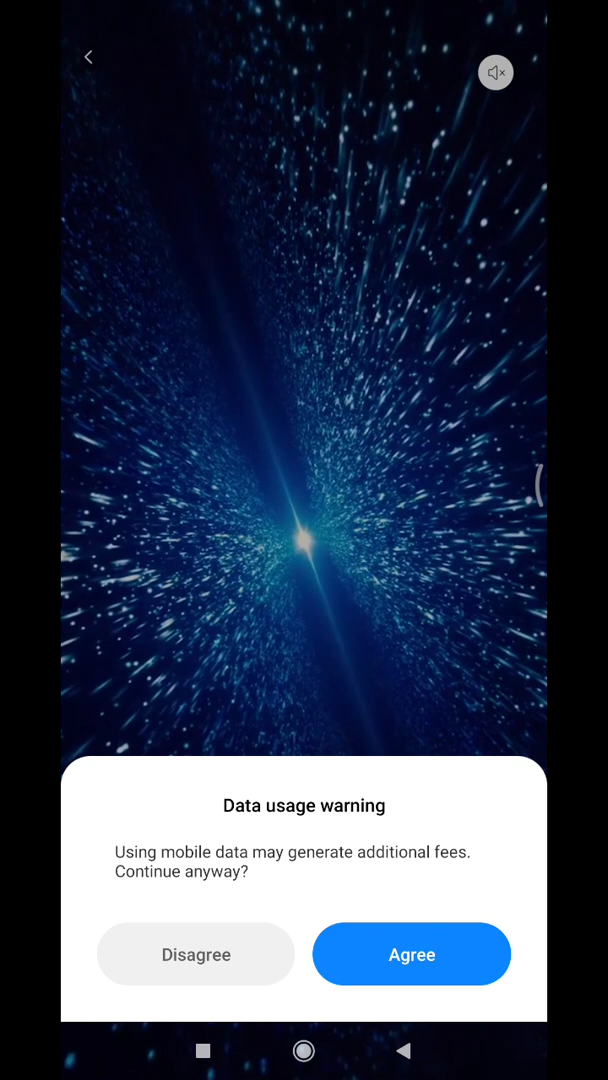 Data usage warning
Using mobile data may generate additional fees.
Continue anyway?
Disagree
Agree